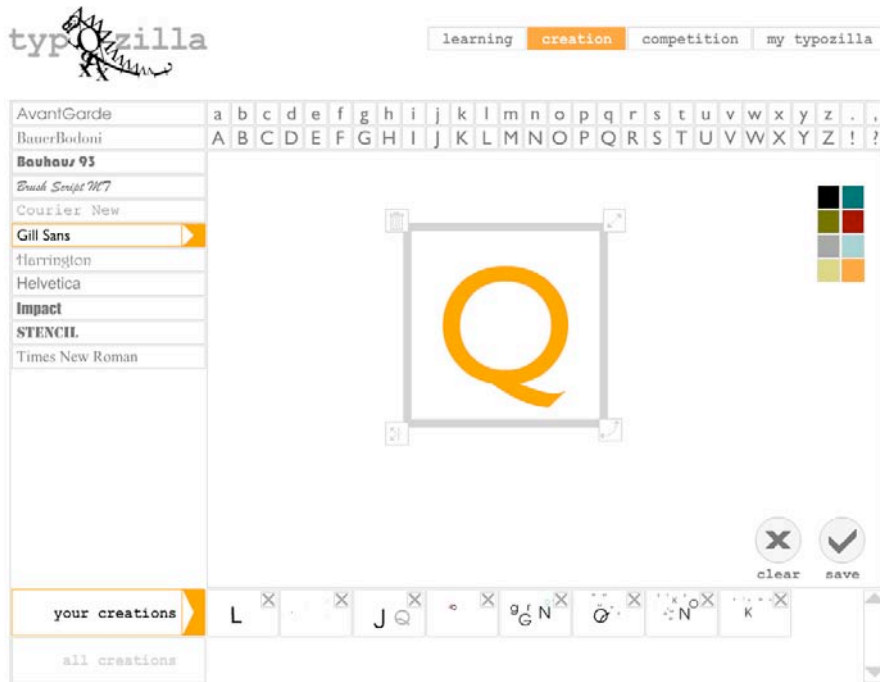 typozilla
learning creation competition my typozilla
AvantGarde
a b c d e f g h i j k l m n o p q r s t u v w x y z . ,
BauerBodoni
A B C D E F G H I J K L M N O P Q R S T U V W X Y Z ! ?
Bauhaus 93
Brush Script MT
Courier New
Gill Sans
Harrington
Helvetica
Impact
STENCIL
Times New Roman
Q
clear save
your creations
L
J Q
g r G N
Q
N O
K
all creations